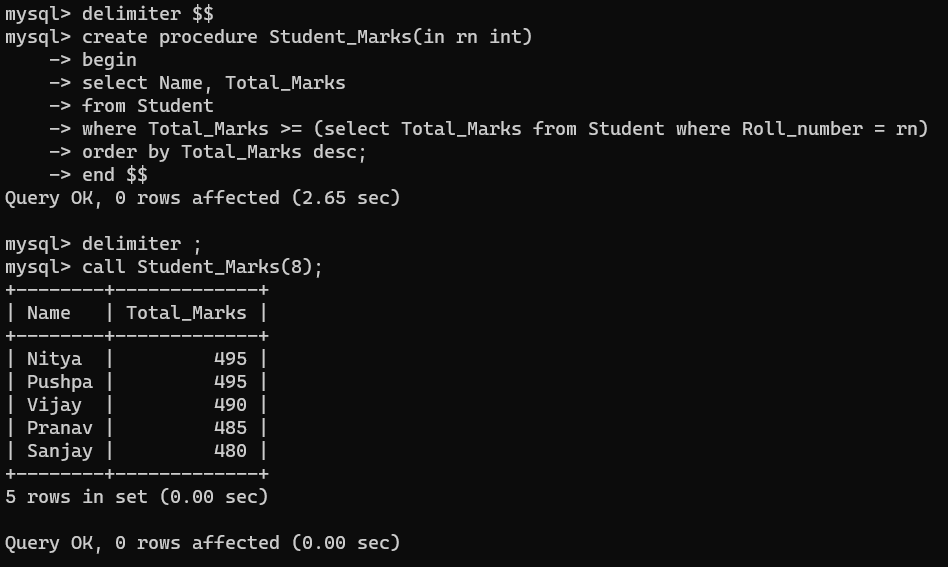 mysql> delimiter $$
mysql> create procedure Student_Marks(in rn int)
    -> begin
    -> select Name, Total_Marks
    -> from Student
    -> where Total_Marks >= (select Total_Marks from Student where Roll_number = rn)
    -> order by Total_Marks desc;
    -> end $$
Query OK, 0 rows affected (2.65 sec)

mysql> delimiter ;
mysql> call Student_Marks(8);
+--------+-------------+
| Name   | Total_Marks |
+--------+-------------+
| Nitya  |         495 |
| Pushpa |         495 |
| Vijay  |         490 |
| Pranav |         485 |
| Sanjay |         480 |
+--------+-------------+
5 rows in set (0.00 sec)

Query OK, 0 rows affected (0.00 sec)